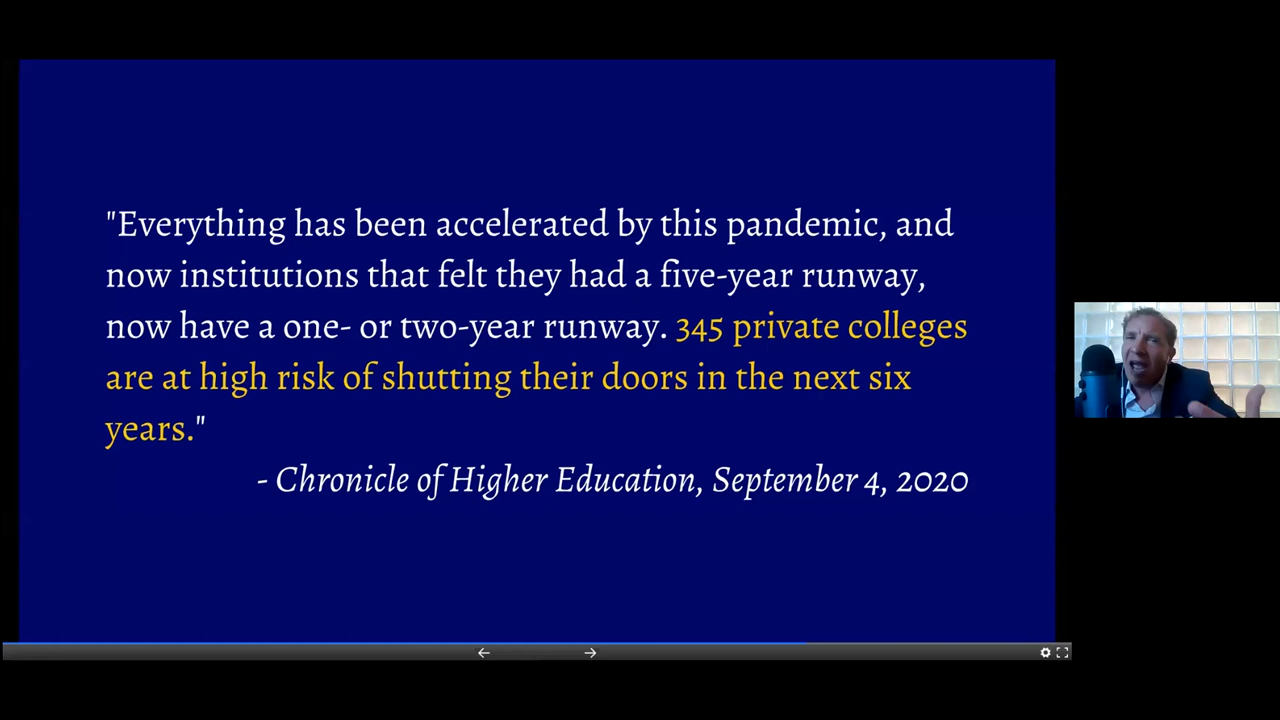 "Everything has been accelerated by this pandemic, and
now institutions that felt they had a five-year runway,
now have a one- or two-year runway. 345 private colleges
are at high risk of shutting their doors in the next six
years."
- Chronicle of Higher Education, September 4, 2020